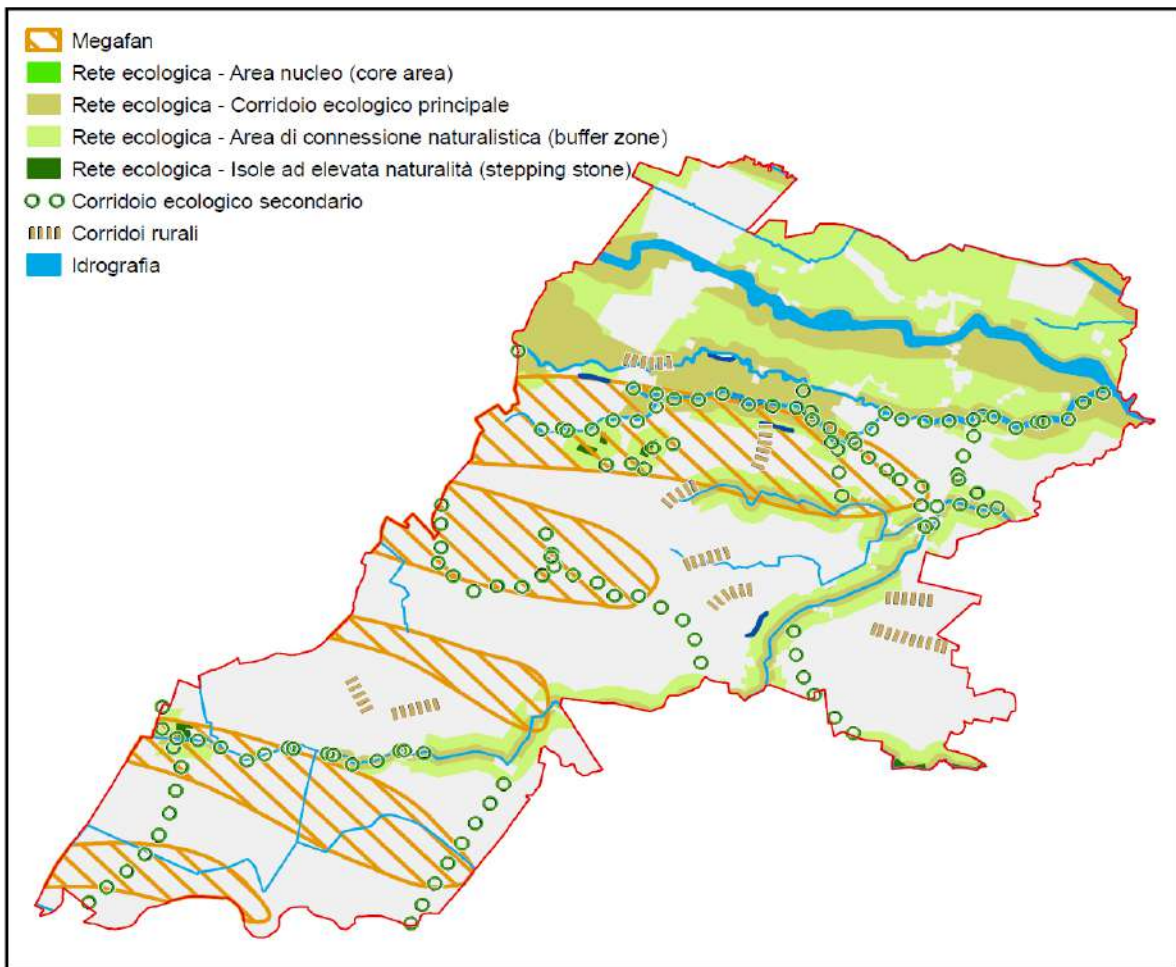 Megafan
Rete ecologica - Area nucleo (core area)
Rete ecologica - Corridoio ecologico principale
Rete ecologica - Area di connessione naturalistica (buffer zone)
Rete ecologica - Isole ad elevata naturalità (stepping stone)
Corridoio ecologico secondario
Corridoi rurali
Idrografia